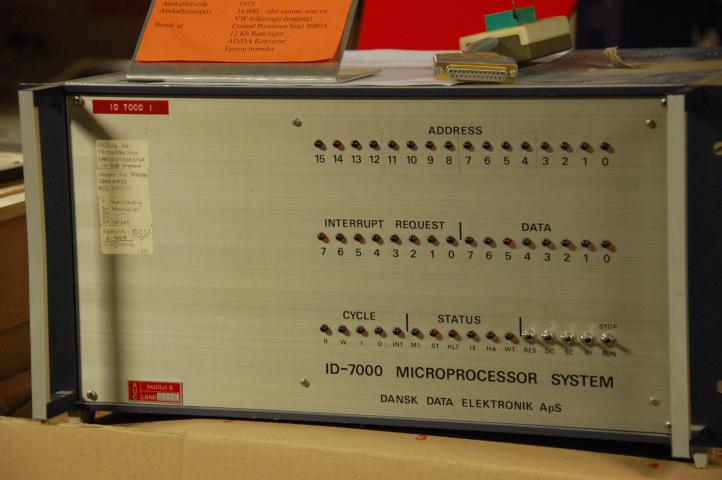 Anskaffelsesår : 1975
Anskaffelsespris : 34.000.- (det samme som en
VW folkevogn dengang)
Består af : Central Processor Intel 8080A
12 Kb Ram lager
AD/DA Konverter
Eprom brænder
ID 7000 1
ADDRESS
15 14 13 12 11 10 9 8 7 6 5 4 3 2 1 0
INTERRUPT REQUEST DATA
7 6 5 4 3 2 1 0 7 6 5 4 3 2 1 0
CYCLE STATUS STOP
R W I O INT M1 ST HLT IE HA WT RES DC SC SI RUN
ID-7000 MICROPROCESSOR SYSTEM
DANSK DATA ELEKTRONIK ApS
AUC Institut 8
LBNR